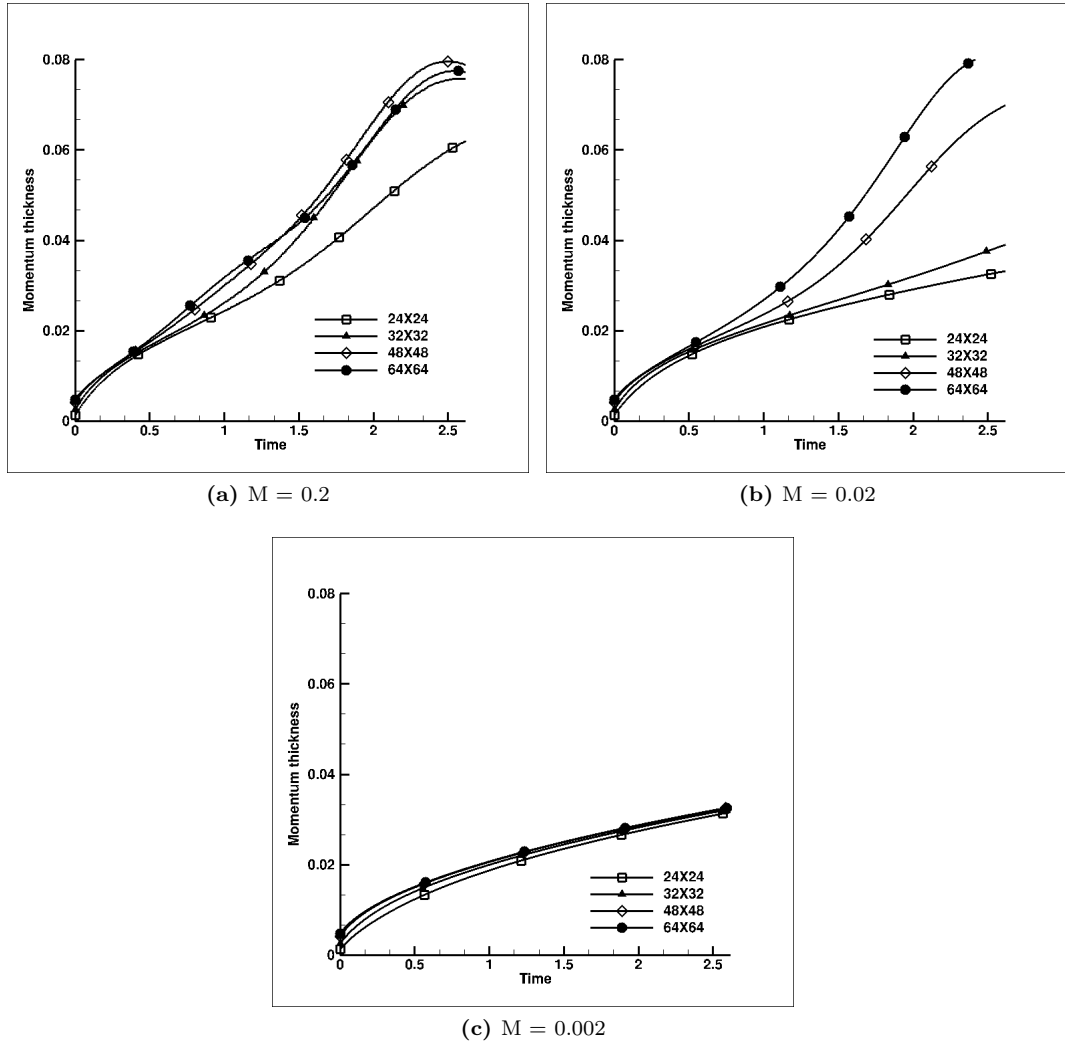 0.08
0.06
0.04
0.02
0
Momentum thickness
0 0.5 1 1.5 2 2.5
Time
24X24
32X32
48X48
64X64
(a) M = 0.2
0.08
0.06
0.04
0.02
0
Momentum thickness
0 0.5 1 1.5 2 2.5
Time
24X24
32X32
48X48
64X64
(b) M = 0.02
0.08
0.06
0.04
0.02
0
Momentum thickness
0 0.5 1 1.5 2 2.5
Time
24X24
32X32
48X48
64X64
(c) M = 0.002